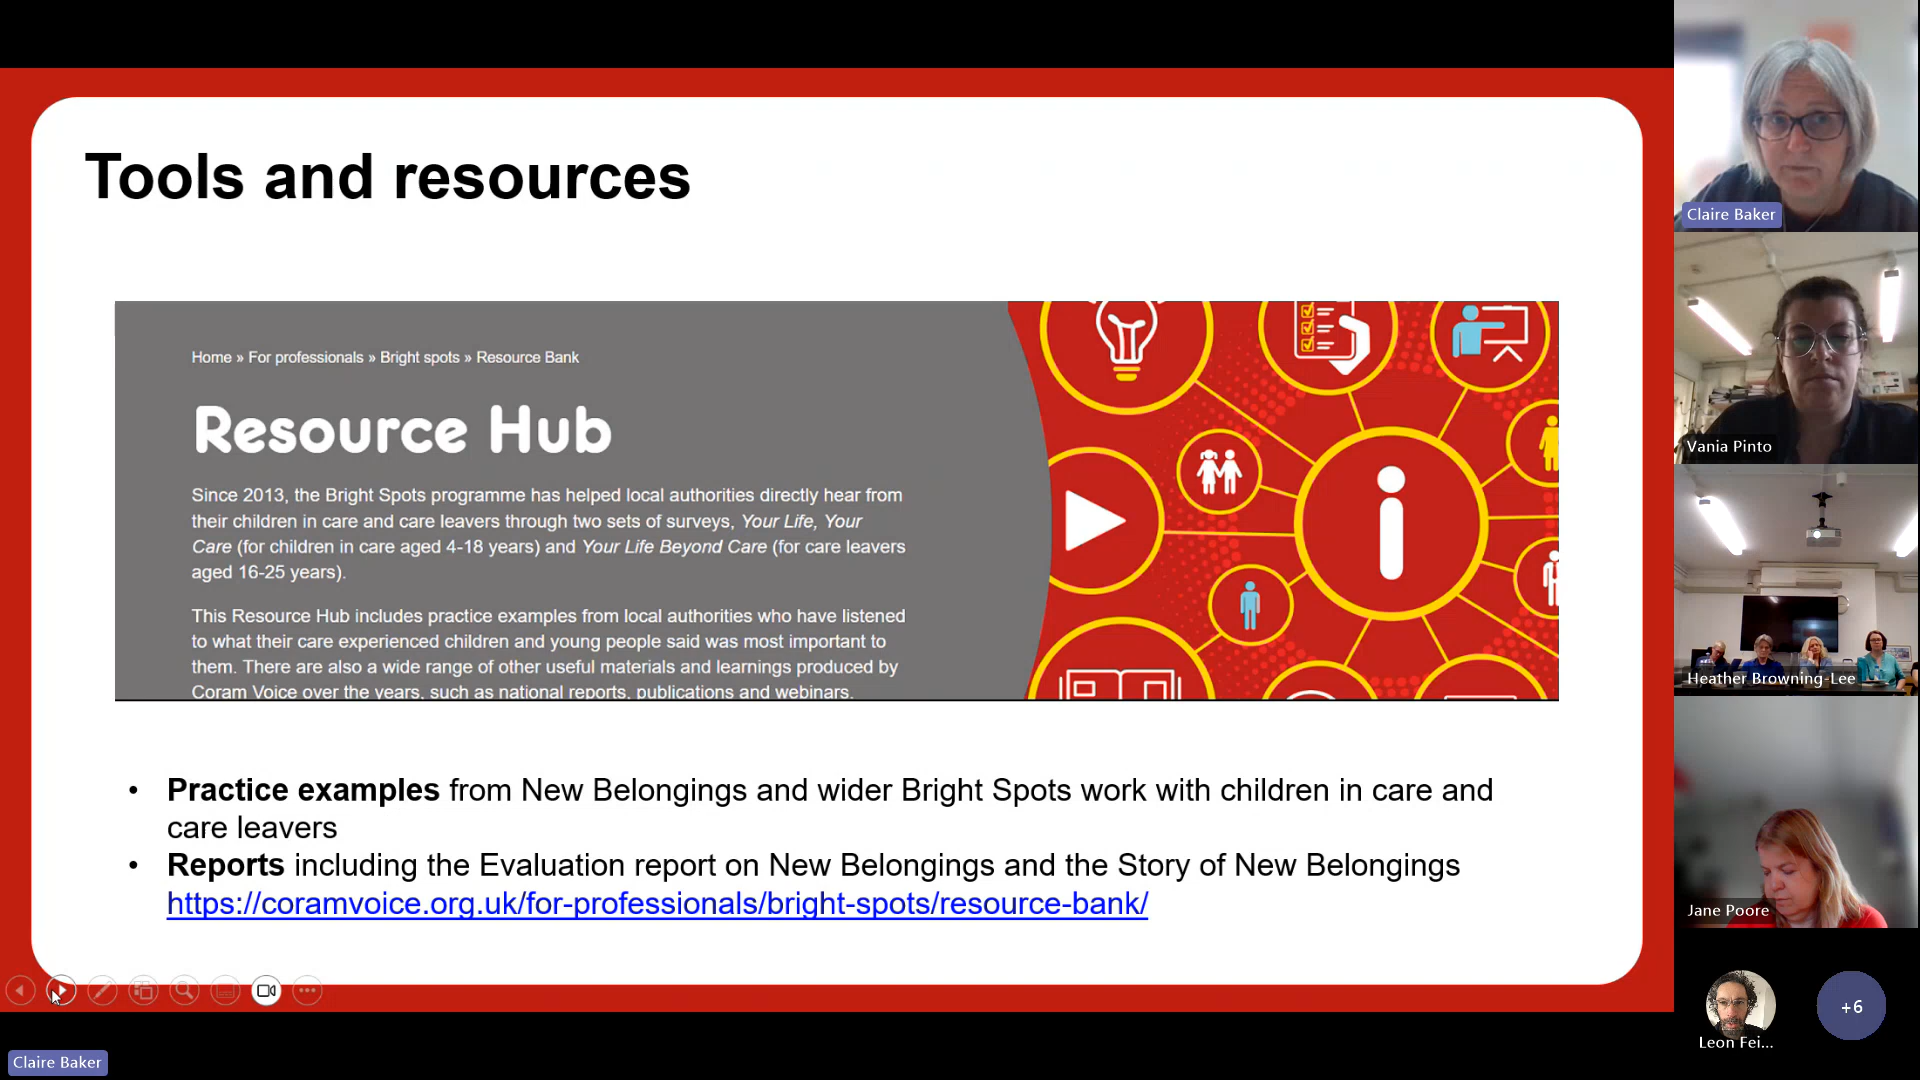 Tools and resources
Home » For professionals » Bright spots » Resource Bank
Resource Hub
Since 2013, the Bright Spots programme has helped local authorities directly hear from
their children in care and care leavers through two sets of surveys, Your Life, Your
Care (for children in care aged 4-18 years) and Your Life Beyond Care (for care leavers
aged 16-25 years).
This Resource Hub includes practice examples from local authorities who have listened
to what their care experienced children and young people said was most important to
them. There are also a wide range of other useful materials and learnings produced by
Coram Voice over the years, such as national reports, publications and webinars.
• Practice examples from New Belongings and wider Bright Spots work with children in care and
care leavers
• Reports including the Evaluation report on New Belongings and the Story of New Belongings
https://coramvoice.org.uk/for-professionals/bright-spots/resource-bank/
Claire Baker
Claire Baker
Vania Pinto
Heather Browning-Lee
Jane Poore
Leon Fei...
+6